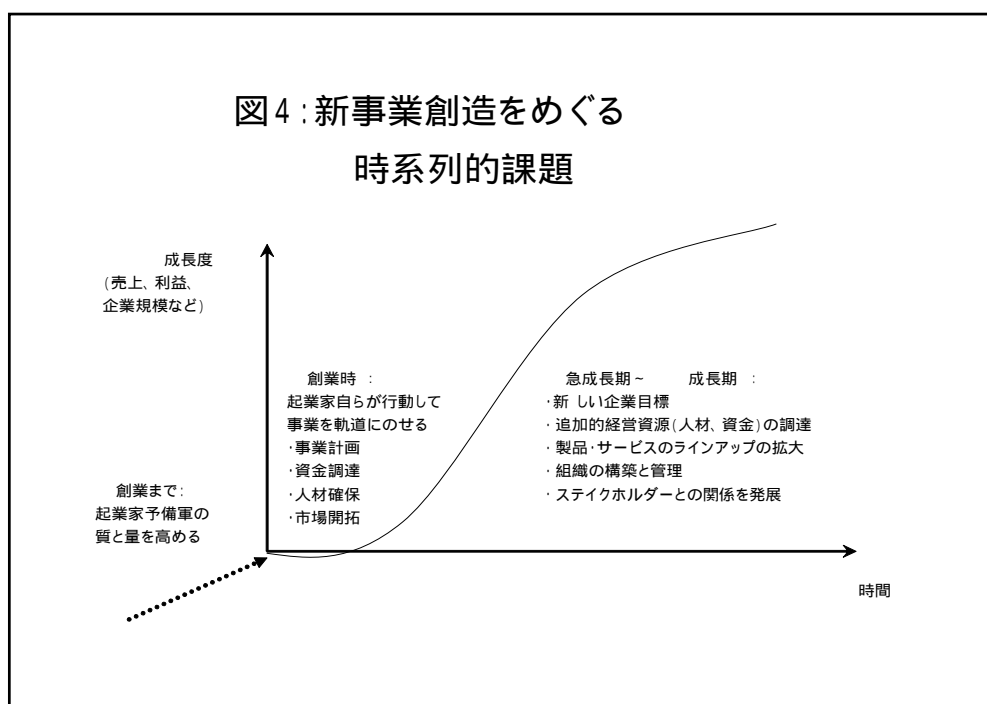 図4:新事業創造をめぐる
時系列的課題
成長度
(売上、利益、
企業規模など)
創業時 :
起業家自らが行動して
事業を軌道にのせる
・事業計画
・資金調達
・人材確保
・市場開拓
急成長期~ 成長期 :
・新 しい企業目標
・追加的経営資源(人材、資金)の調達
・製品・サービスのラインアップの拡大
・組織の構築と管理
・ステイクホルダーとの関係を発展
創業まで:
起業家予備軍の
質と量を高める
時間